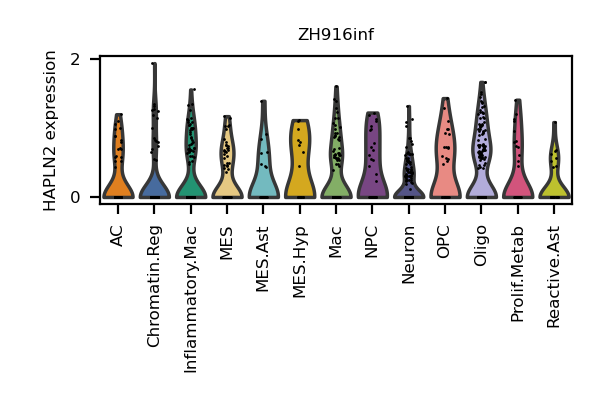 ZH916inf
HAPLN2 expression
2
0
AC
Chromatin.Reg
Inflammatory.Mac
MES
MES.Ast
MES.Hyp
Mac
NPC
Neuron
OPC
Oligo
Prolif.Metab
Reactive.Ast